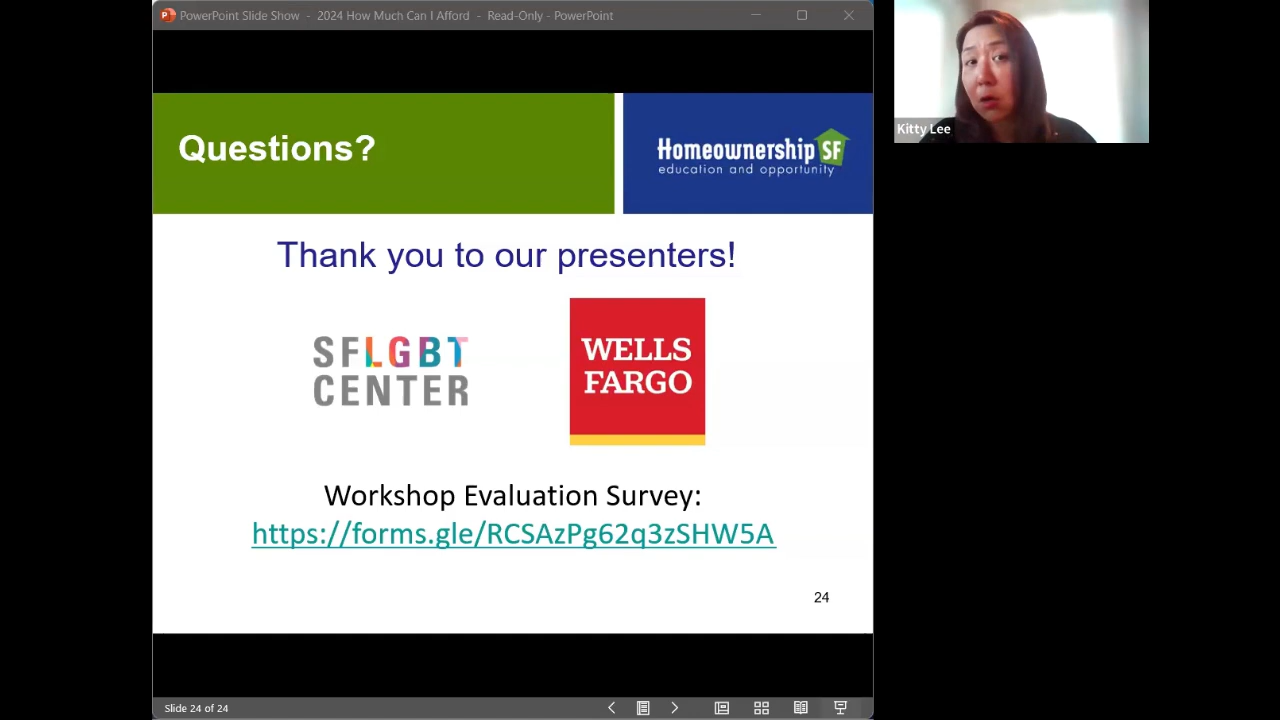 PowerPoint Slide Show - 2024 How Much Can I Afford - Read-Only - PowerPoint
Questions?
Homeownership SF
education and opportunity
Kitty Lee
Thank you to our presenters!
SFLGBT
CENTER
WELLS
FARGO
Workshop Evaluation Survey:
https://forms.gle/RCSAzPg62q3zSHW5A
24
Slide 24 of 24